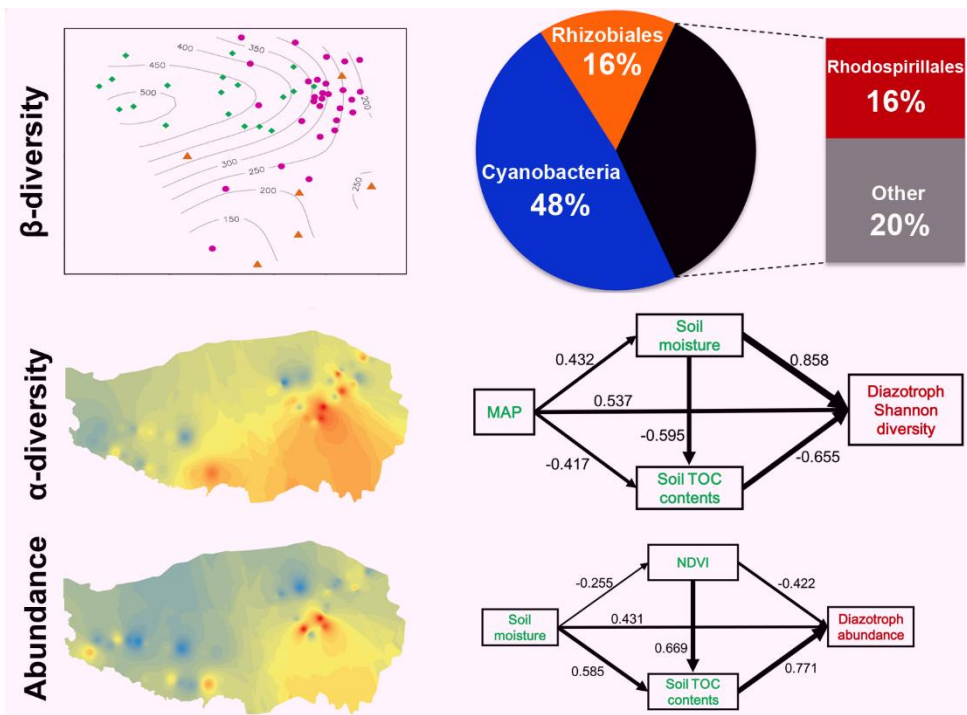 β-diversity
400
350
450
500
200
300
250
200
250
150
Rhizobiales
16%
Cyanobacteria
48%
Rhodospirillales
16%
Other
20%
α-diversity
Soil
moisture
0.432
0.858
MAP
0.537
Diazotroph
Shannon
diversity
-0.595
-0.417
-0.655
Soil TOC
contents
Abundance
NDVI
-0.255
-0.422
Soil
moisture
0.431
Diazotroph
abundance
0.669
0.585
0.771
Soil TOC
contents